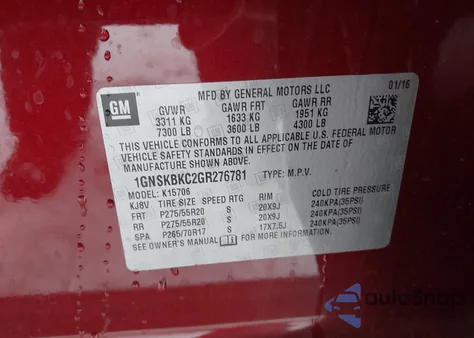 GM
MFD BY GENERAL MOTORS LLC
01/16
GVWR GAWR FRT GAWR RR
3311 KG 1633 KG 1951 KG
7300 LB 3600 LB 4300 LB
THIS VEHICLE CONFORMS TO ALL APPLICABLE U.S. FEDERAL MOTOR
VEHICLE SAFETY STANDARDS IN EFFECT ON THE DATE OF
MANUFACTURE SHOWN ABOVE.
1GNSKBKC2GR276781 TYPE: M.P.V.
MODEL: K15706
KJ8V TIRE SIZE SPEED RTG RIM COLD TIRE PRESSURE
FRT P275/55R20 S 20X9J 240KPA(35PSI)
RR P275/55R20 S 20X9J 240KPA(35PSI)
SPA P265/70R17 S 17X7.5J 240KPA(35PSI)
SEE OWNER'S MANUAL FOR MORE INFORMATION.
AutoSnap